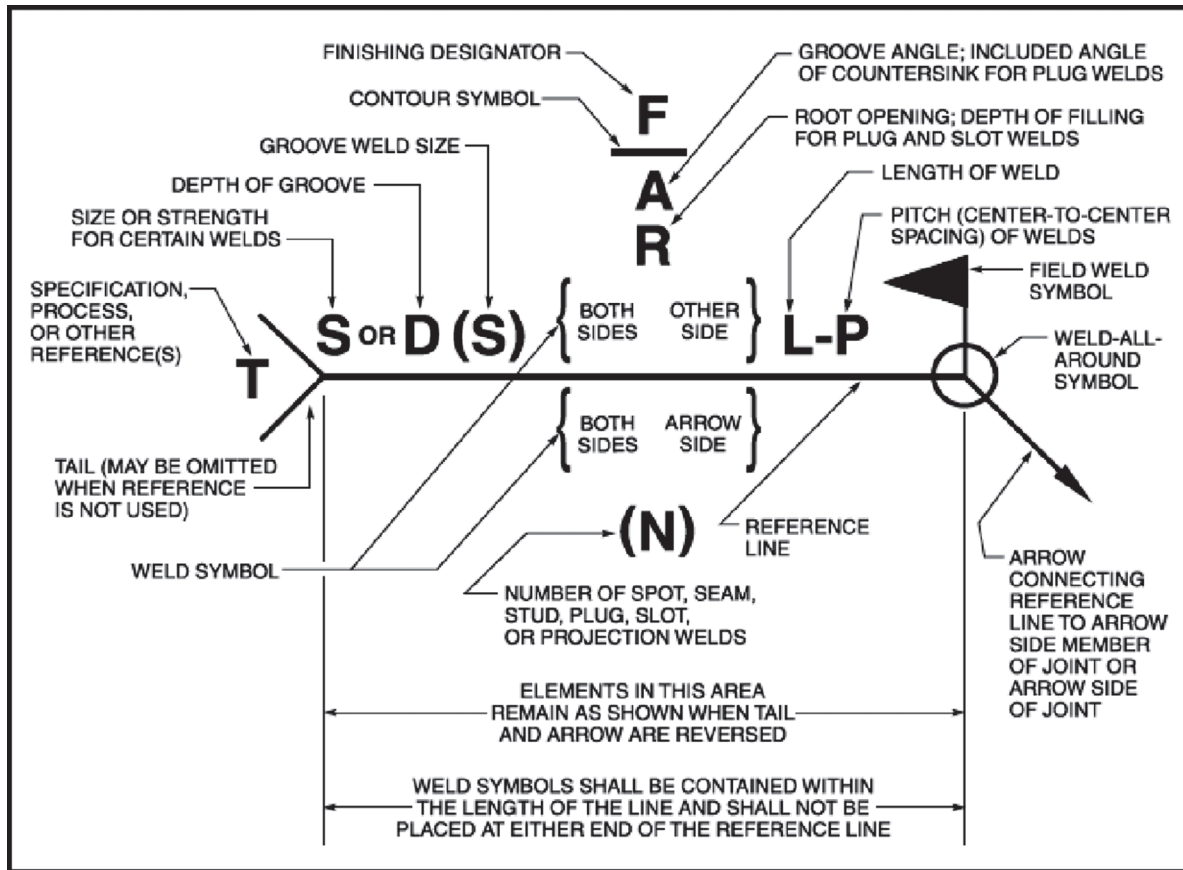 FINISHING DESIGNATOR
CONTOUR SYMBOL
GROOVE WELD SIZE
DEPTH OF GROOVE
SIZE OR STRENGTH
FOR CERTAIN WELDS
SPECIFICATION,
PROCESS,
OR OTHER
REFERENCE(S)
F
A
R
GROOVE ANGLE; INCLUDED ANGLE
OF COUNTERSINK FOR PLUG WELDS
ROOT OPENING; DEPTH OF FILLING
FOR PLUG AND SLOT WELDS
LENGTH OF WELD
PITCH (CENTER-TO-CENTER
SPACING) OF WELDS
FIELD WELD
SYMBOL
WELD-ALL-
AROUND
SYMBOL
T
S OR D (S)
BOTH
SIDES
OTHER
SIDE
L-P
BOTH
SIDES
ARROW
SIDE
TAIL (MAY BE OMITTED
WHEN REFERENCE
IS NOT USED)
WELD SYMBOL
(N)
REFERENCE
LINE
NUMBER OF SPOT, SEAM,
STUD, PLUG, SLOT,
OR PROJECTION WELDS
ARROW
CONNECTING
REFERENCE
LINE TO ARROW
SIDE MEMBER
OF JOINT OR
ARROW SIDE
OF JOINT
ELEMENTS IN THIS AREA
REMAIN AS SHOWN WHEN TAIL
AND ARROW ARE REVERSED
WELD SYMBOLS SHALL BE CONTAINED WITHIN
THE LENGTH OF THE LINE AND SHALL NOT BE
PLACED AT EITHER END OF THE REFERENCE LINE